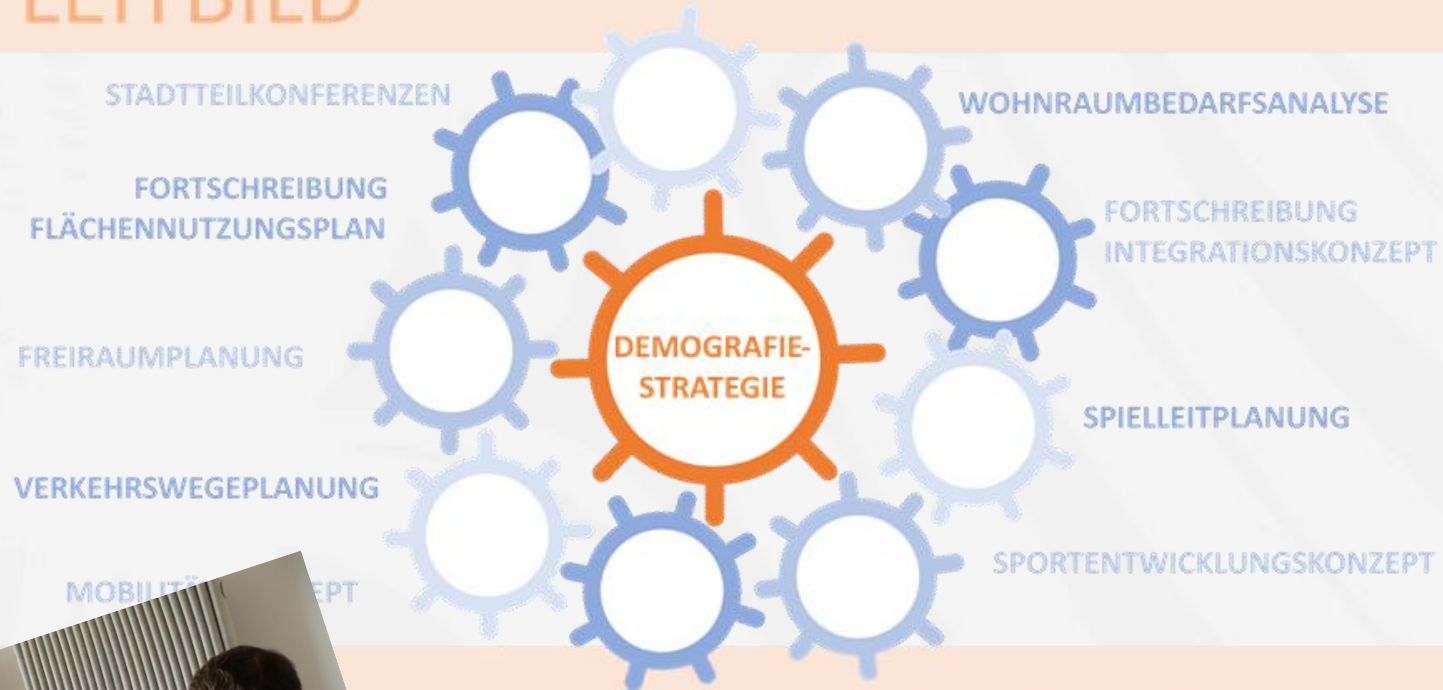 LEITBILD
STADTTEILKONFERENZEN
FORTSCHREIBUNG
FLÄCHENNUTZUNGSPLAN
FREIRAUMPLANUNG
VERKEHRSWEGEPLANUNG
DEMOGRAFIE-
STRATEGIE
WOHNRAUMBEDARFSANALYSE
FORTSCHREIBUNG
INTEGRATIONSKONZEPT
SPIELLEITPLANUNG
SPORTENTWICKLUNGSKONZEPT